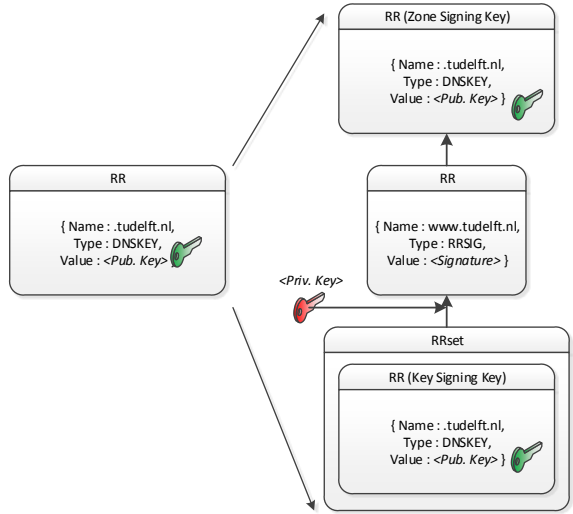 RR (Zone Signing Key)
{ Name : .tudelft.nl,
Type : DNSKEY,
Value : <Pub. Key> }
RR
{ Name : .tudelft.nl,
Type : DNSKEY,
Value : <Pub. Key>
RR
{ Name : www.tudelft.nl,
Type : RRSIG,
Value : <Signature> }
<Priv. Key>
RRset
RR (Key Signing Key)
{ Name : .tudelft.nl,
Type : DNSKEY,
Value : <Pub. Key> }